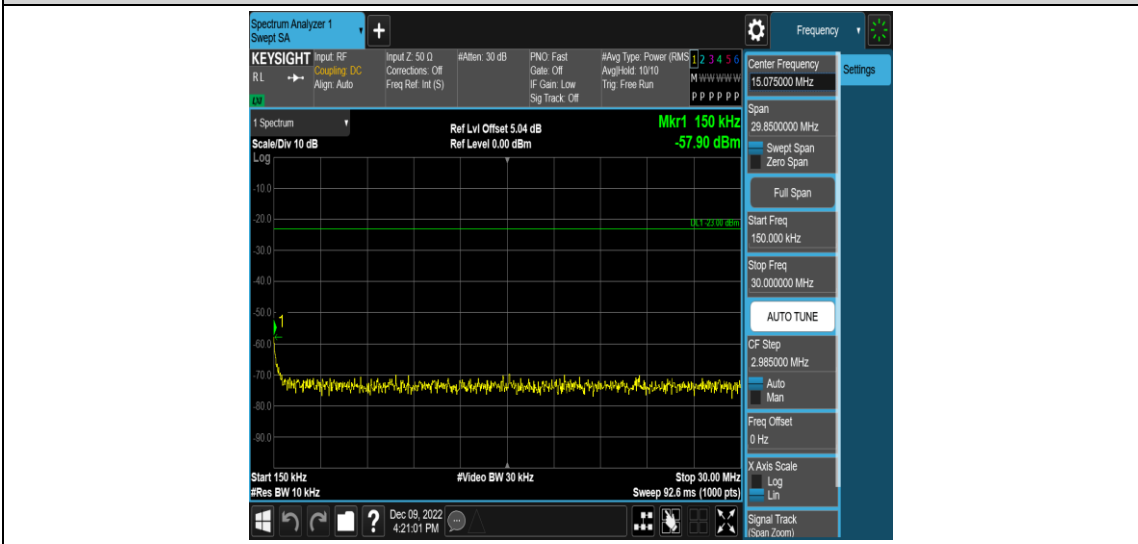 Spectrum Analyzer 1
Swept SA
+
Frequency
KEYSIGHT
RL
LXI
Input: RF
Coupling: DC
Align: Auto
Input Z: 50 Ω
Corrections: Off
Freq Ref: Int (S)
#Atten: 30 dB
PNO: Fast
Gate: Off
IF Gain: Low
Sig Track: Off
#Avg Type: Power (RMS
Avg|Hold: 10/10
Trig: Free Run
1 2 3 4 5 6
M W W W W W
P P P P P P
1 Spectrum
Scale/Div 10 dB
Ref Lvl Offset 5.04 dB
Ref Level 0.00 dBm
Mkr1 150 kHz
-57.90 dBm
Log
-10.0
-20.0
DL1 -23.00 dBm
-30.0
-40.0
-50.0
1
-60.0
-70.0
-80.0
-90.0
Start 150 kHz
#Res BW 10 kHz
#Video BW 30 kHz
Stop 30.00 MHz
Sweep 92.6 ms (1000 pts)
?
Dec 09, 2022
4:21:01 PM
Center Frequency
15.075000 MHz
Settings
Span
29.8500000 MHz
Swept Span
Zero Span
Full Span
Start Freq
150.000 kHz
Stop Freq
30.000000 MHz
AUTO TUNE
CF Step
2.985000 MHz
Auto
Man
Freq Offset
0 Hz
X Axis Scale
Log
Lin
Signal Track
(Span Zoom)